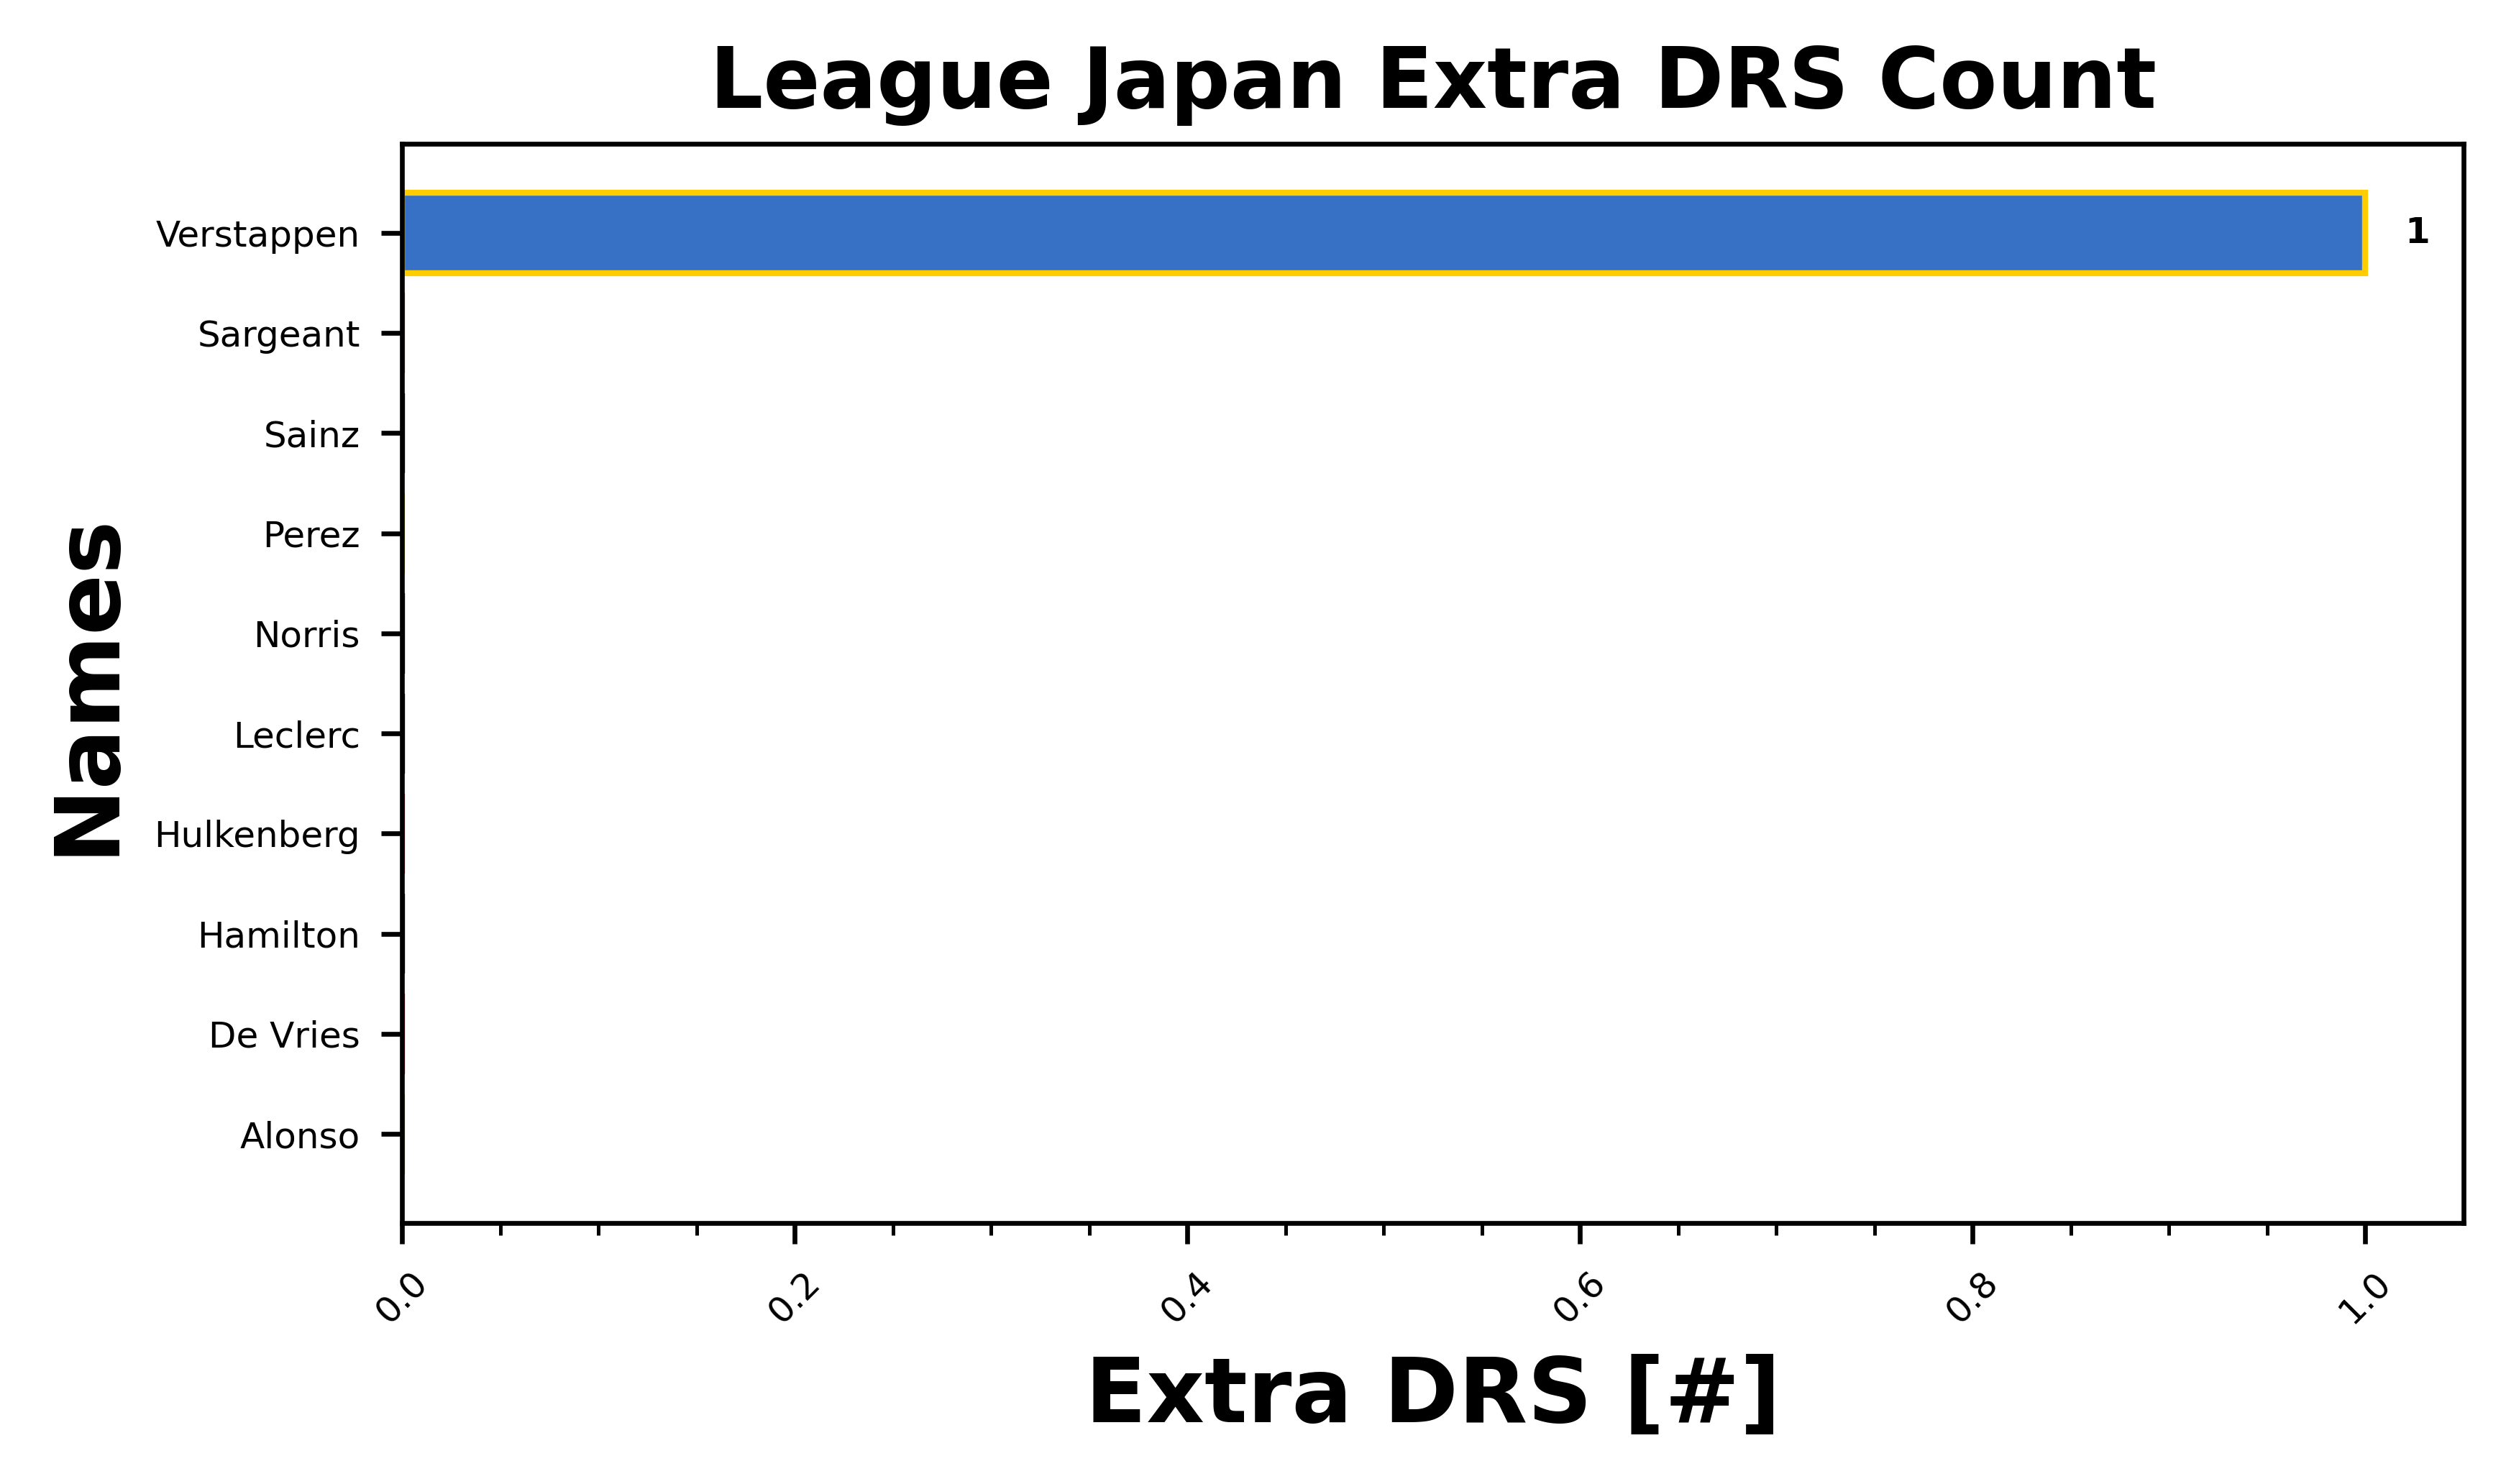 League Japan Extra DRS Count
Names
Verstappen
1
Sargeant
Sainz
Perez
Norris
Leclerc
Hulkenberg
Hamilton
De Vries
Alonso
0.0 0.2 0.4 0.6 0.8 1.0
Extra DRS [#]